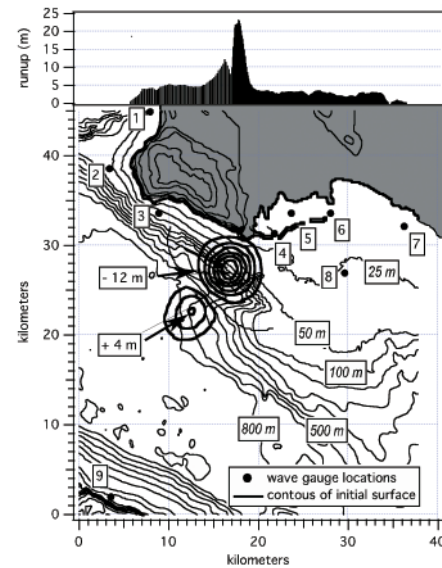 25
20
15
10
5
0
runup (m)
1
40
2
3
4
5
6
7
30
- 12 m
8
25 m
20
+ 4 m
50 m
100 m
10
800 m
500 m
9
wave gauge locations
contous of initial surface
0
0
10
20
30
40
kilometers
kilometers